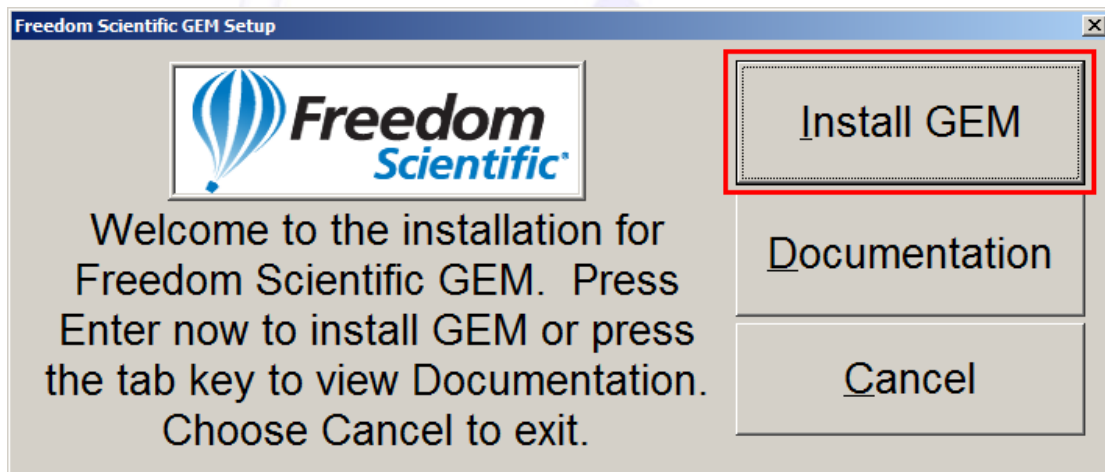 Freedom Scientific GEM Setup
Freedom
Scientific
Welcome to the installation for
Freedom Scientific GEM.  Press
Enter now to install GEM or press
the tab key to view Documentation.
Choose Cancel to exit.
Install GEM
Documentation
Cancel